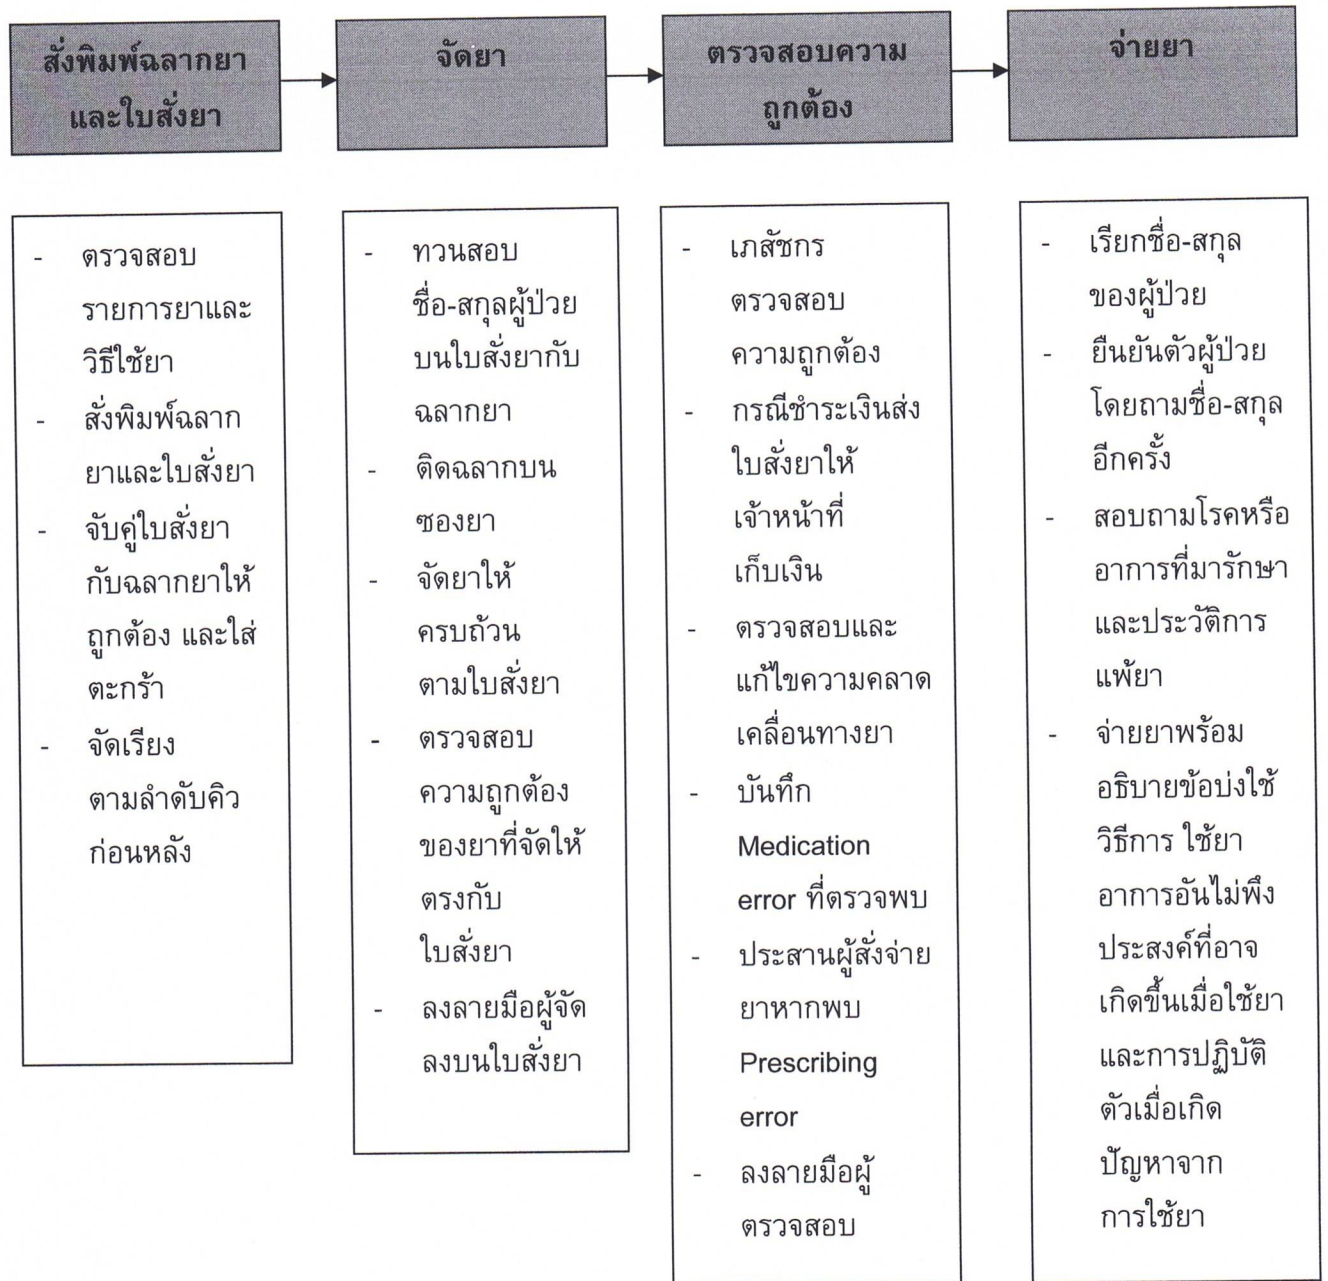 สั่งพิมพ์ฉลากยา
และใบสั่งยา
จัดยา
ตรวจสอบความ
ถูกต้อง
จ่ายยา
- ตรวจสอบ
รายการยาและ
วิธีใช้ยา
- สั่งพิมพ์ฉลาก
ยาและใบสั่งยา
- จับคู่ใบสั่งยา
กับฉลากยาให้
ถูกต้อง และใส่
ตะกร้า
- จัดเรียง
ตามลำดับคิว
ก่อนหลัง
- ทวนสอบ
ชื่อ-สกุลผู้ป่วย
บนใบสั่งยากับ
ฉลากยา
- ติดฉลากบน
ซองยา
- จัดยาให้
ครบถ้วน
ตามใบสั่งยา
- ตรวจสอบ
ความถูกต้อง
ของยาที่จัดให้
ตรงกับ
ใบสั่งยา
- ลงลายมือผู้จัด
ลงบนใบสั่งยา
- เภสัชกร
ตรวจสอบ
ความถูกต้อง
- กรณีชำระเงินส่ง
ใบสั่งยาให้
เจ้าหน้าที่
เก็บเงิน
- ตรวจสอบและ
แก้ไขความคลาด
เคลื่อนทางยา
- บันทึก
Medication
error ที่ตรวจพบ
- ประสานผู้สั่งจ่าย
ยาหากพบ
Prescribing
error
- ลงลายมือผู้
ตรวจสอบ
- เรียกชื่อ-สกุล
ของผู้ป่วย
- ยืนยันตัวผู้ป่วย
โดยถามชื่อ-สกุล
อีกครั้ง
- สอบถามโรคหรือ
อาการที่มารักษา
และประวัติการ
แพ้ยา
- จ่ายยาพร้อม
อธิบายข้อบ่งใช้
วิธีการ ใช้ยา
อาการอันไม่พึง
ประสงค์ที่อาจ
เกิดขึ้นเมื่อใช้ยา
และการปฏิบัติ
ตัวเมื่อเกิด
ปัญหาจาก
การใช้ยา